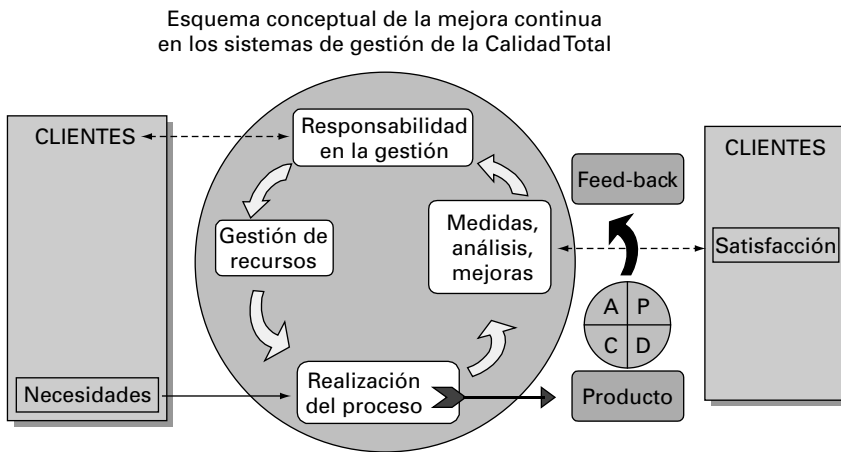 Esquema conceptual de la mejora continua
en los sistemas de gestión de la Calidad Total
CLIENTES
Necesidades
Responsabilidad
en la gestión
Gestión de
recursos
Medidas,
análisis,
mejoras
Realización
del proceso
Feed-back
A P
C D
Producto
CLIENTES
Satisfacción